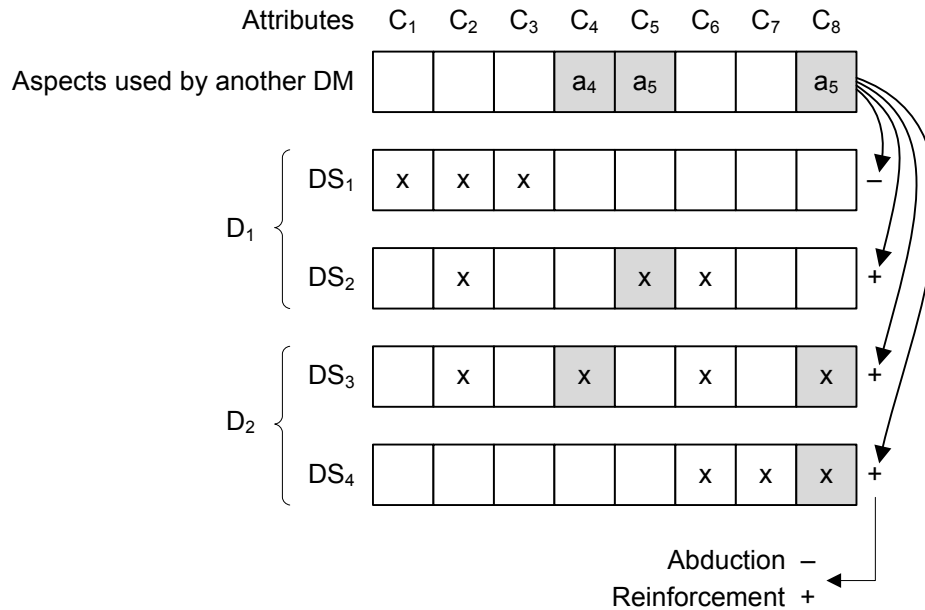 Attributes C₁ C₂ C₃ C₄ C₅ C₆ C₇ C₈
Aspects used by another DM a₄ a₅ a₅
DS₁ x x x –
D₁
DS₂ x x x +
DS₃ x x x x +
D₂
DS₄ x x x +
Abduction –
Reinforcement +